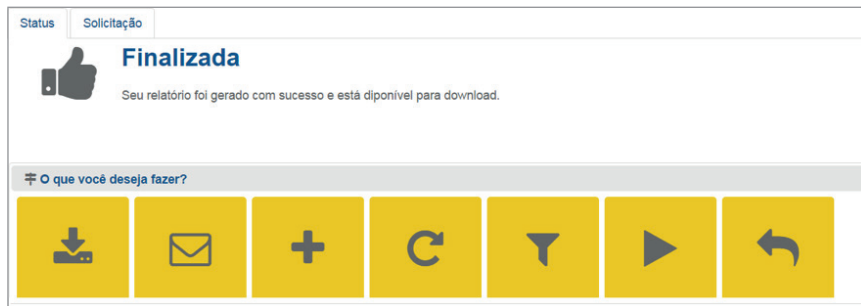 Status Solicitação
Finalizada
Seu relatório foi gerado com sucesso e está diponível para download.
O que você deseja fazer?